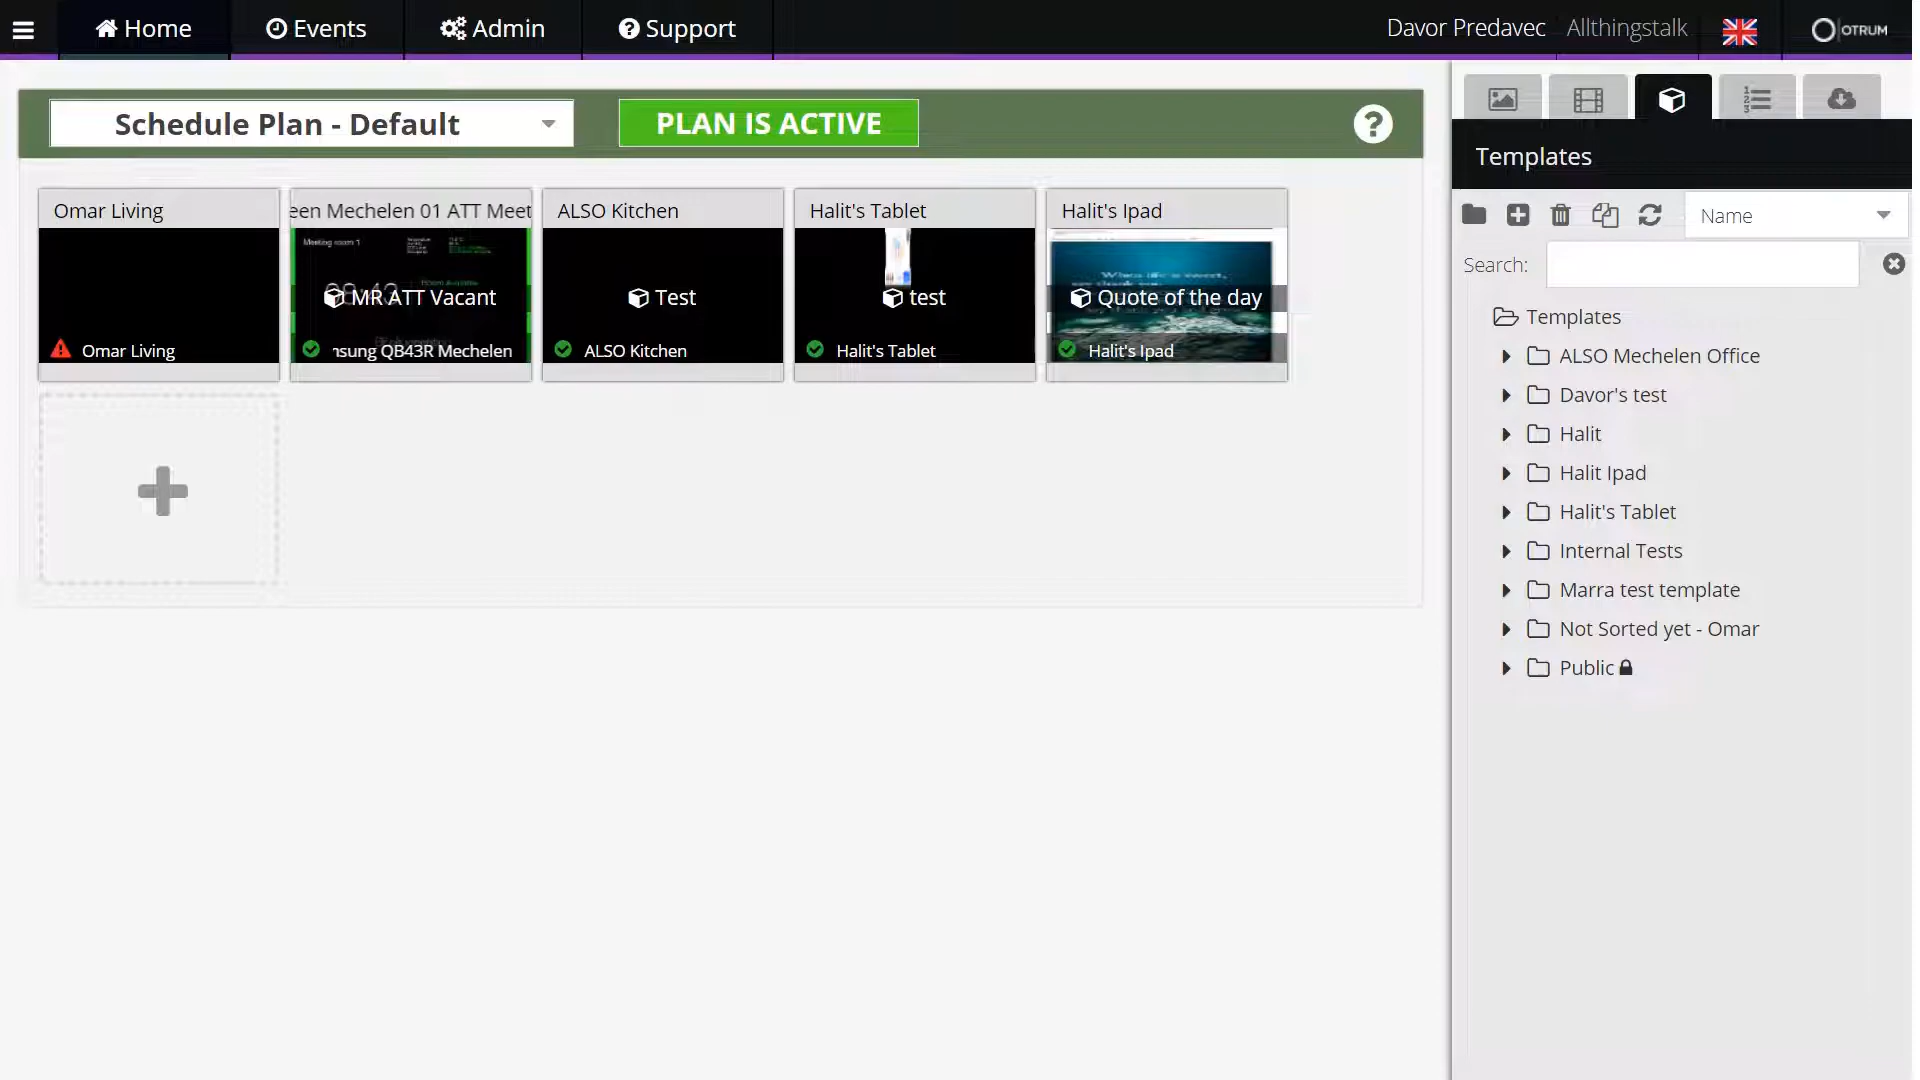 Home
Events
Admin
Support
Davor Predavec
Allthingstalk
OTRUM
Schedule Plan - Default
PLAN IS ACTIVE
Omar Living
een Mechelen 01 ATT Meet
ALSO Kitchen
Halit's Tablet
Halit's Ipad
Meeting room 1
MR ATT Vacant
Test
test
Quote of the day
Omar Living
nsung QB43R Mechelen
ALSO Kitchen
Halit's Tablet
Halit's Ipad
Templates
Name
Search:
Templates
ALSO Mechelen Office
Davor's test
Halit
Halit Ipad
Halit's Tablet
Internal Tests
Marra test template
Not Sorted yet - Omar
Public